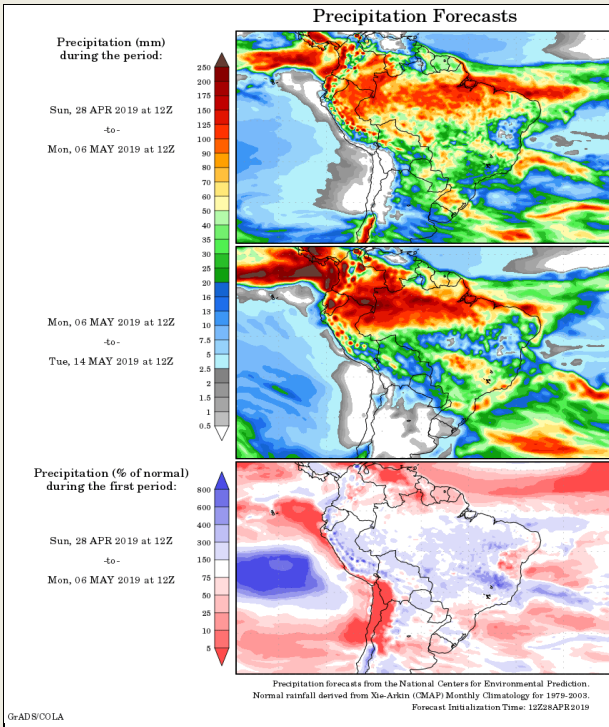 Precipitation Forecasts
Precipitation (mm)
during the period:
Sun, 28 APR 2019 at 12Z
-to-
Mon, 06 MAY 2019 at 12Z
250
200
175
150
125
100
90
80
70
60
50
40
35
30
25
20
16
13
10
7.5
5
2.5
2
1.5
1
0.5
Mon, 06 MAY 2019 at 12Z
-to-
Tue, 14 MAY 2019 at 12Z
Precipitation (% of normal)
during the first period:
Sun, 28 APR 2019 at 12Z
-to-
Mon, 06 MAY 2019 at 12Z
800
600
400
300
150
75
50
25
10
5
Precipitation forecasts from the National Centers for Environmental Prediction.
Normal rainfall derived from Xie-Arkin (CMAP) Monthly Climatology for 1979-2003.
Forecast Initialization Time: 12Z28APR2019
GrADS/COLA